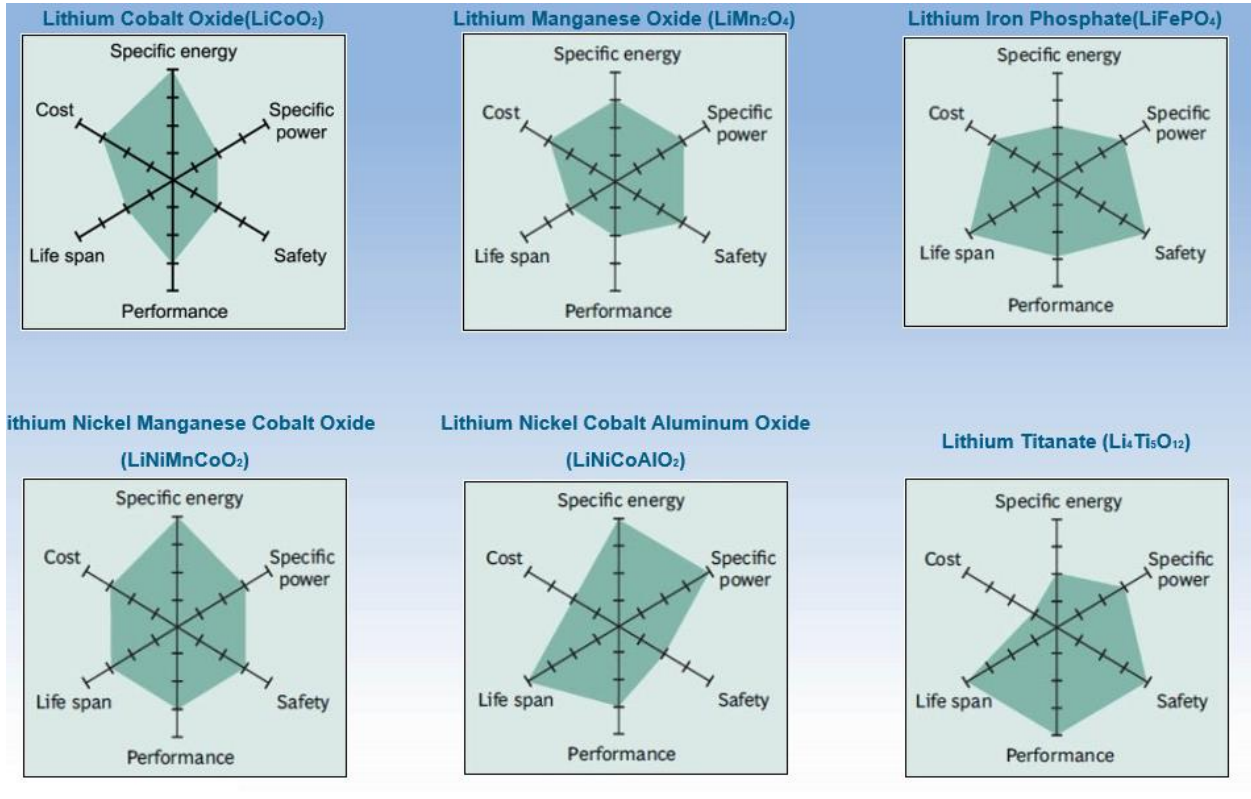 Lithium Cobalt Oxide(LiCoO₂)
Specific energy
Cost
Specific
power
Life span
Safety
Performance
Lithium Manganese Oxide (LiMn₂O₄)
Specific energy
Cost
Specific
power
Life span
Safety
Performance
Lithium Iron Phosphate(LiFePO₄)
Specific energy
Cost
Specific
power
Life span
Safety
Performance
ithium Nickel Manganese Cobalt Oxide
(LiNiMnCoO₂)
Specific energy
Cost
Specific
power
Life span
Safety
Performance
Lithium Nickel Cobalt Aluminum Oxide
(LiNiCoAlO₂)
Specific energy
Cost
Specific
power
Life span
Safety
Performance
Lithium Titanate (Li₄Ti₅O₁₂)
Specific energy
Cost
Specific
power
Life span
Safety
Performance